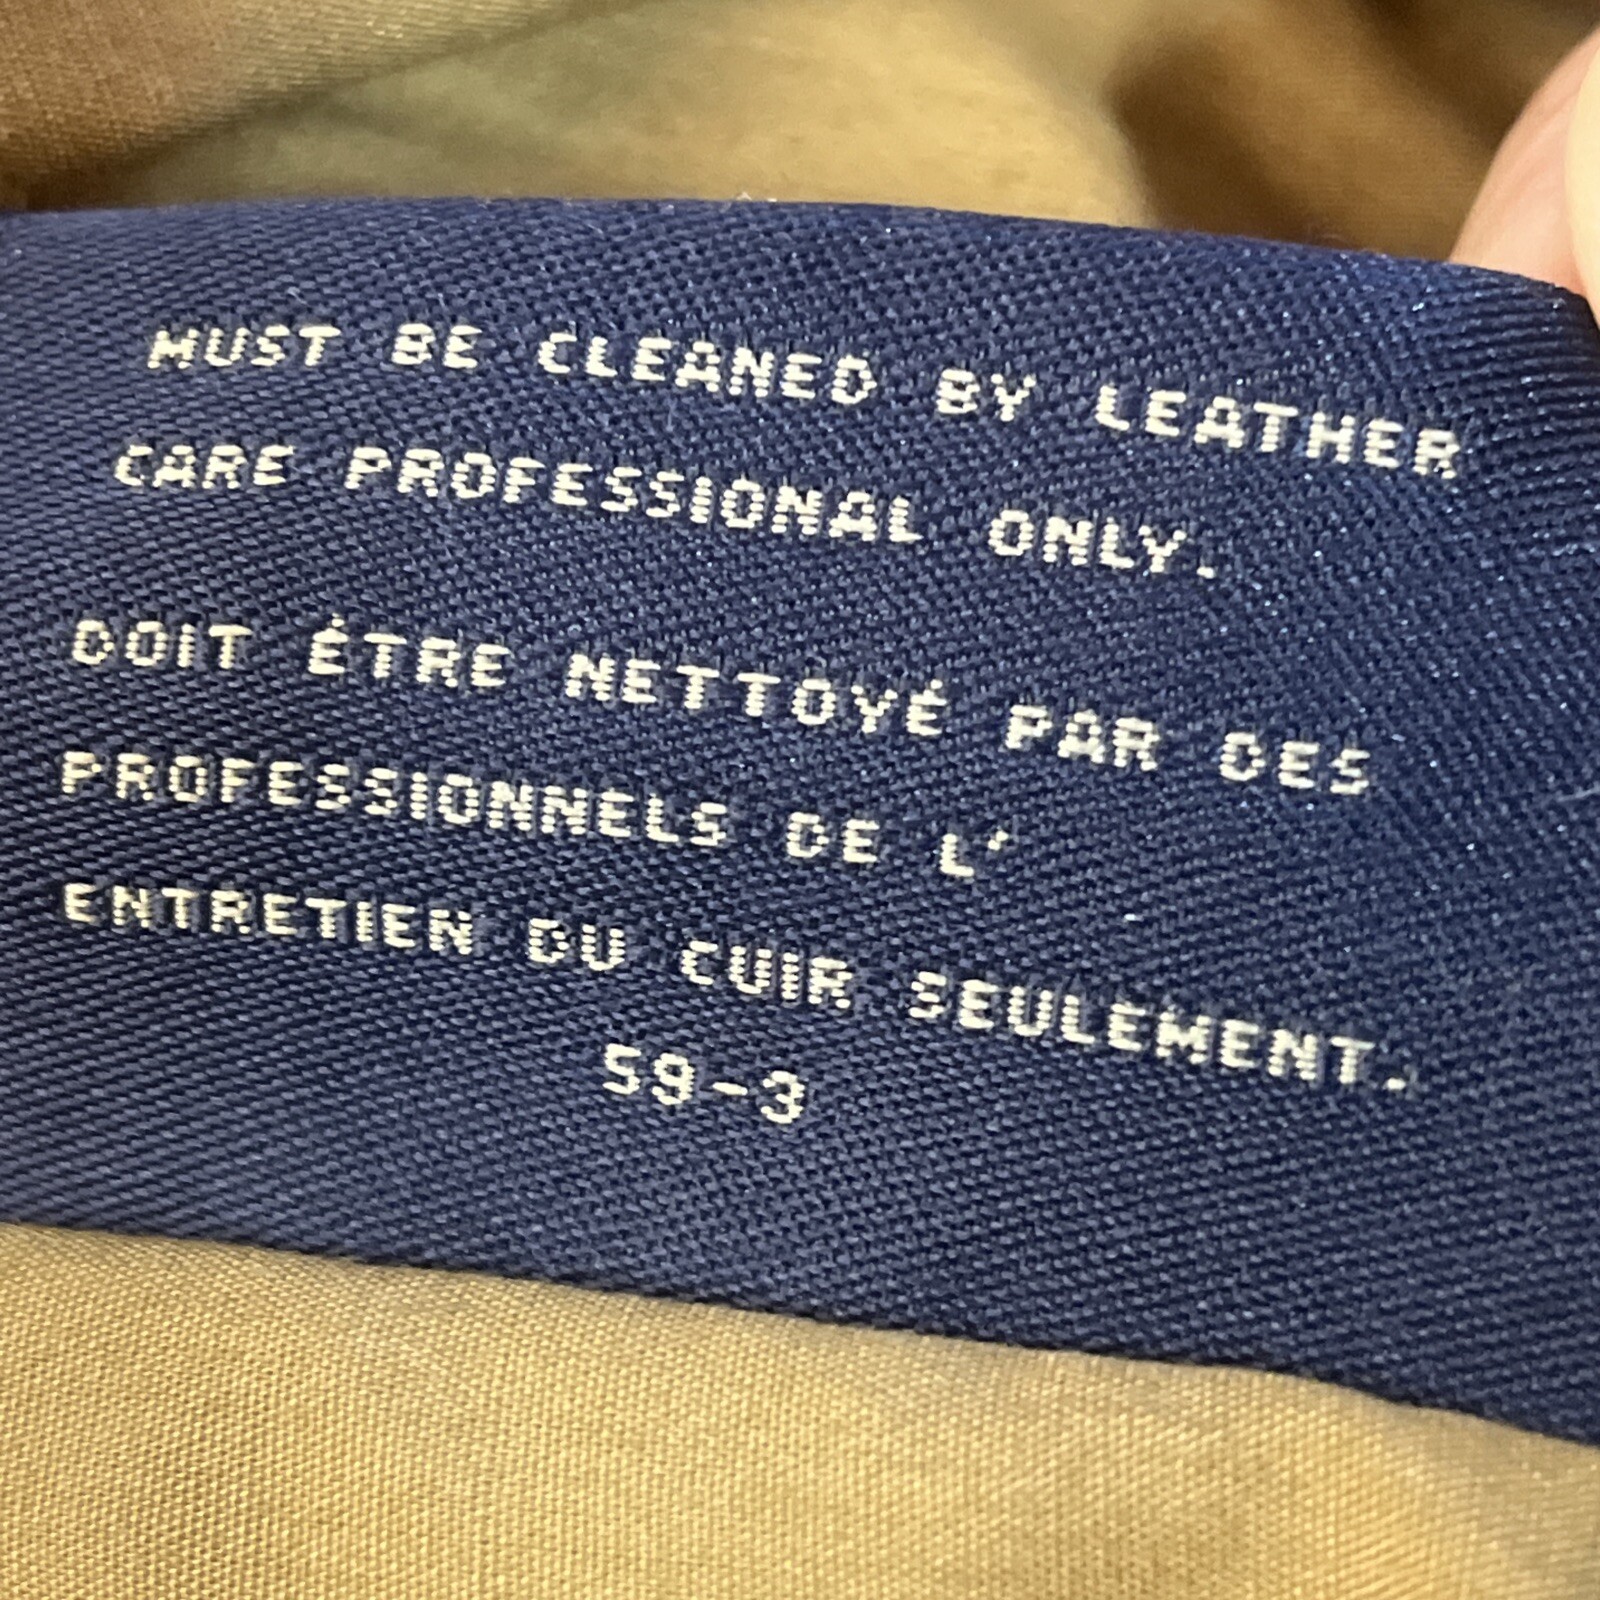 MUST BE CLEANED BY LEATHER
CARE PROFESSIONAL ONLY.
DOIT ÊTRE NETTOYÉ PAR DES
PROFESSIONNELS DE L'
ENTRETIEN DU CUIR SEULEMENT.
59-3